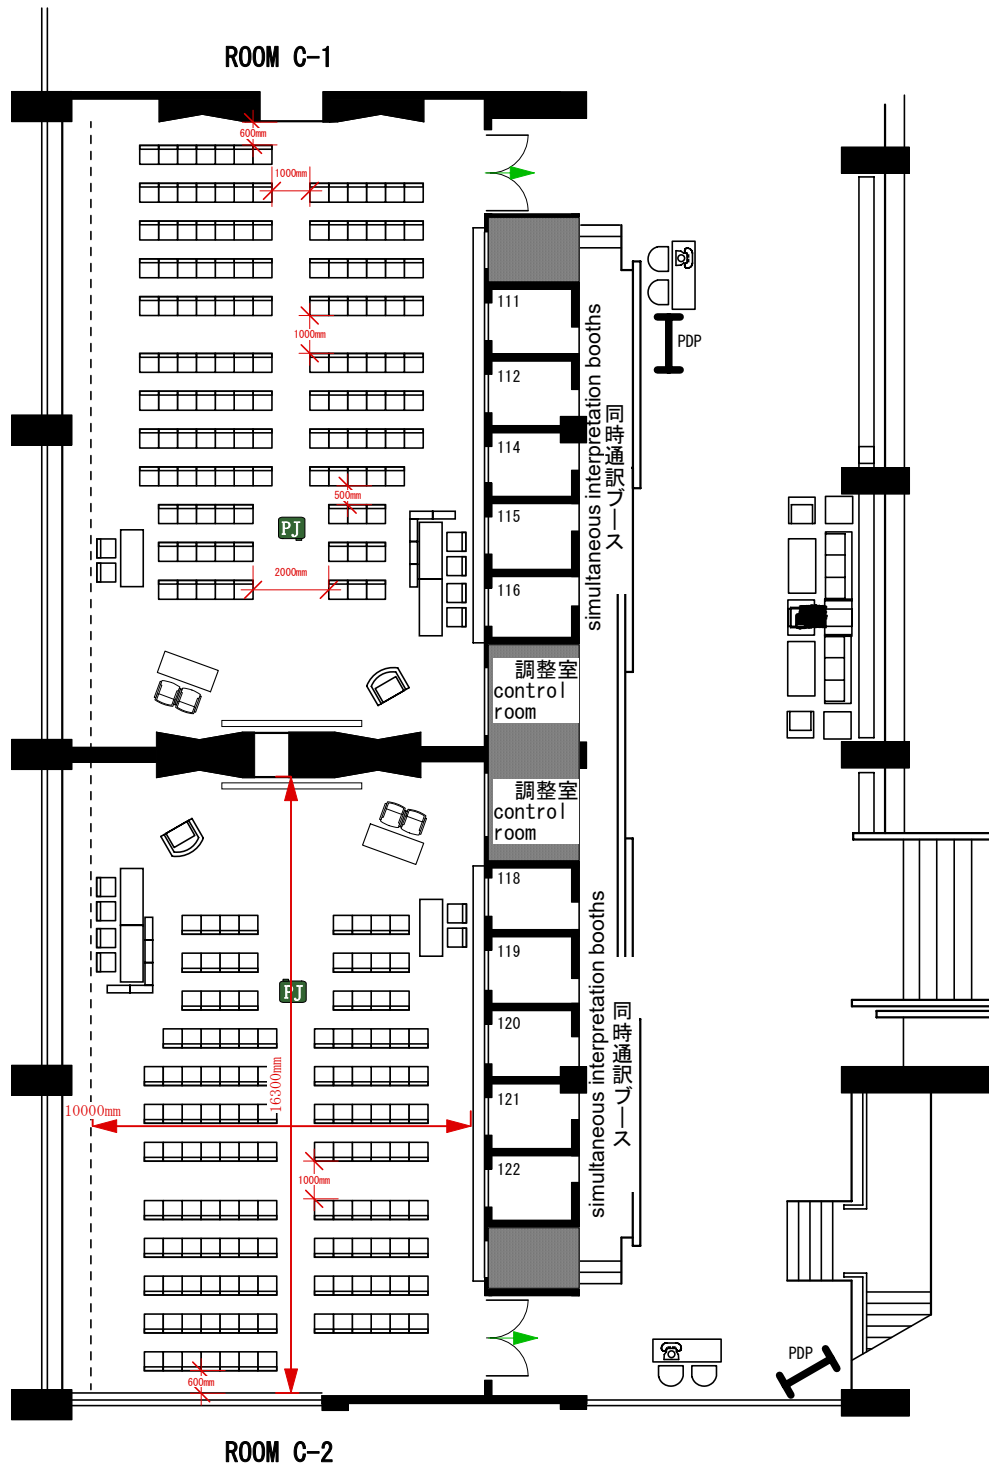 ROOM C-1
600mm
1000mm
1000mm
500mm
2000mm
PJ
111
112
114
115
116
simultaneous interpretation booths
同時通訳ブース
PDP
調整室
control
room
調整室
control
room
118
119
120
121
122
simultaneous interpretation booths
同時通訳ブース
PJ
16300mm
10000mm
1000mm
600mm
PDP
ROOM C-2